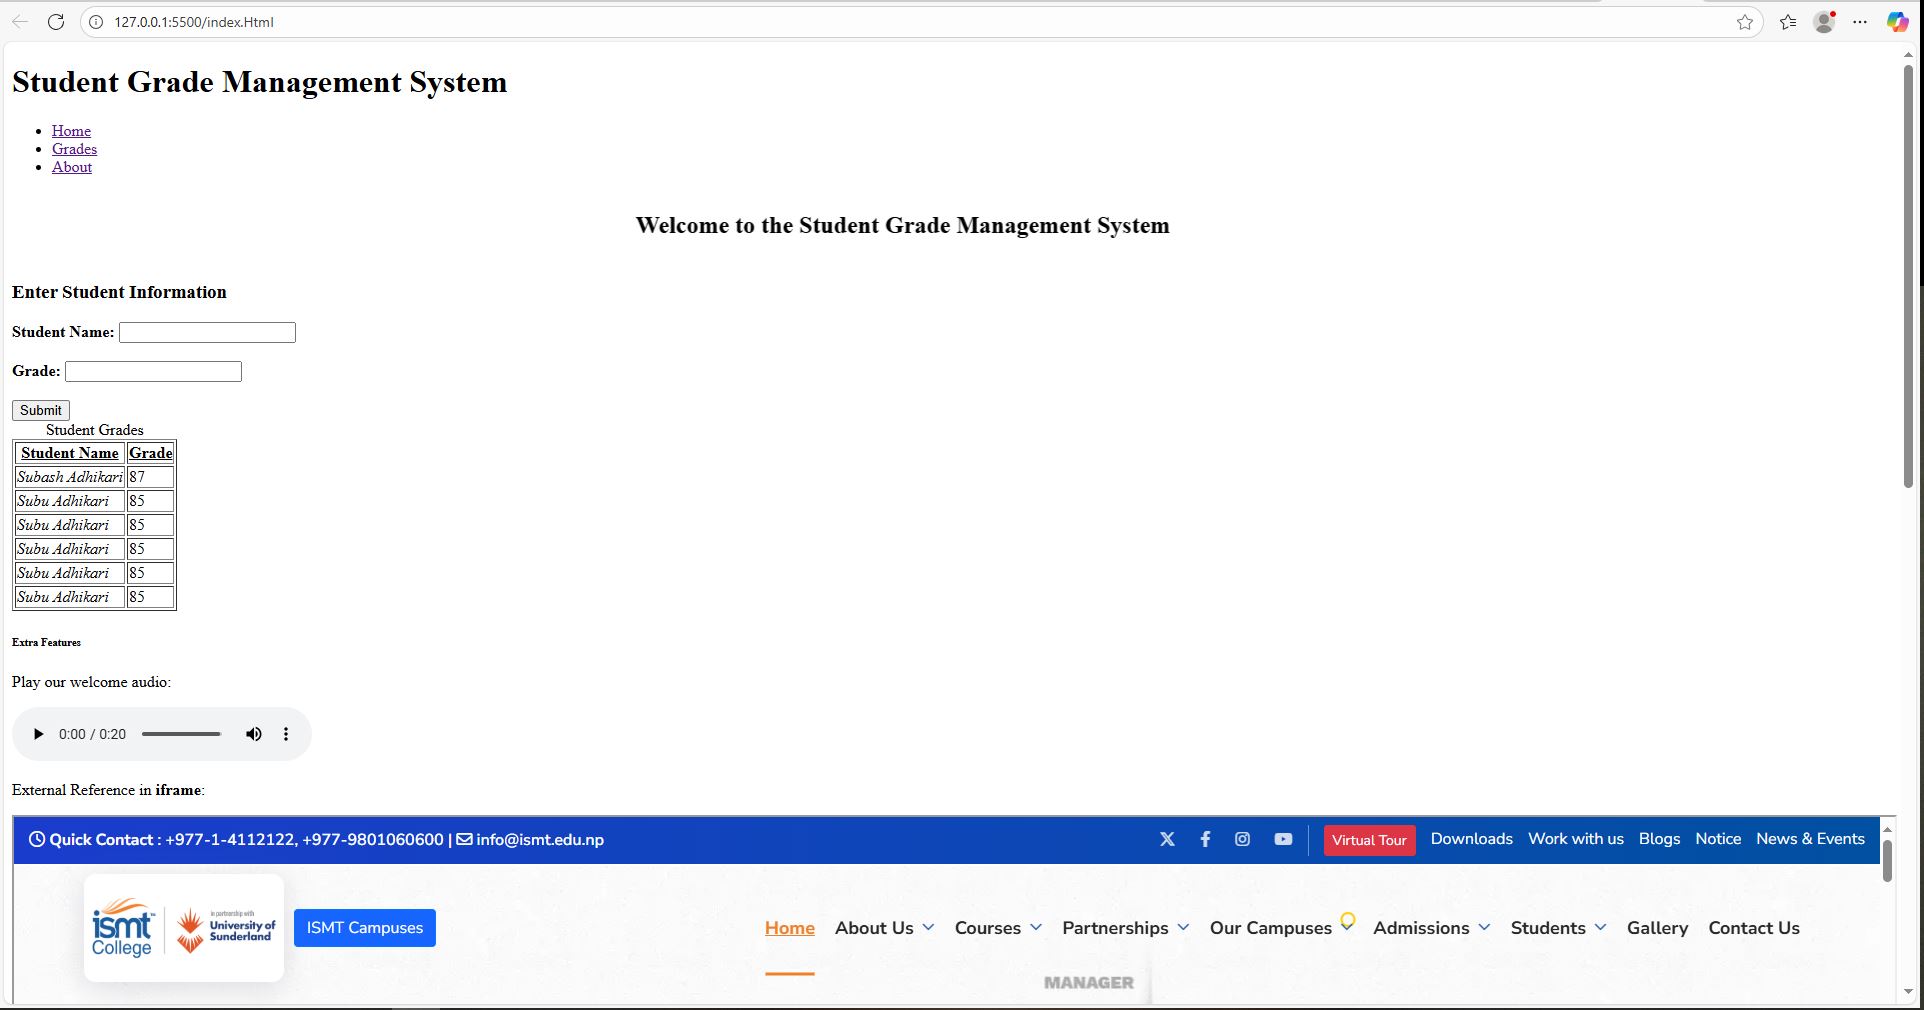 127.0.0.1:5500/index.Html
Student Grade Management System
Home
Grades
About
Welcome to the Student Grade Management System
Enter Student Information
Student Name:
Grade:
Submit
Student Grades
Student Name Grade
Subash Adhikari 87
Subu Adhikari 85
Subu Adhikari 85
Subu Adhikari 85
Subu Adhikari 85
Subu Adhikari 85
Extra Features
Play our welcome audio:
0:00 / 0:20
External Reference in iframe:
Quick Contact : +977-1-4112122, +977-9801060600 | info@ismt.edu.np Virtual Tour Downloads Work with us Blogs Notice News & Events
ismt College in partnership with University of Sunderland
ISMT Campuses Home About Us Courses Partnerships Our Campuses Admissions Students Gallery Contact Us
MANAGER